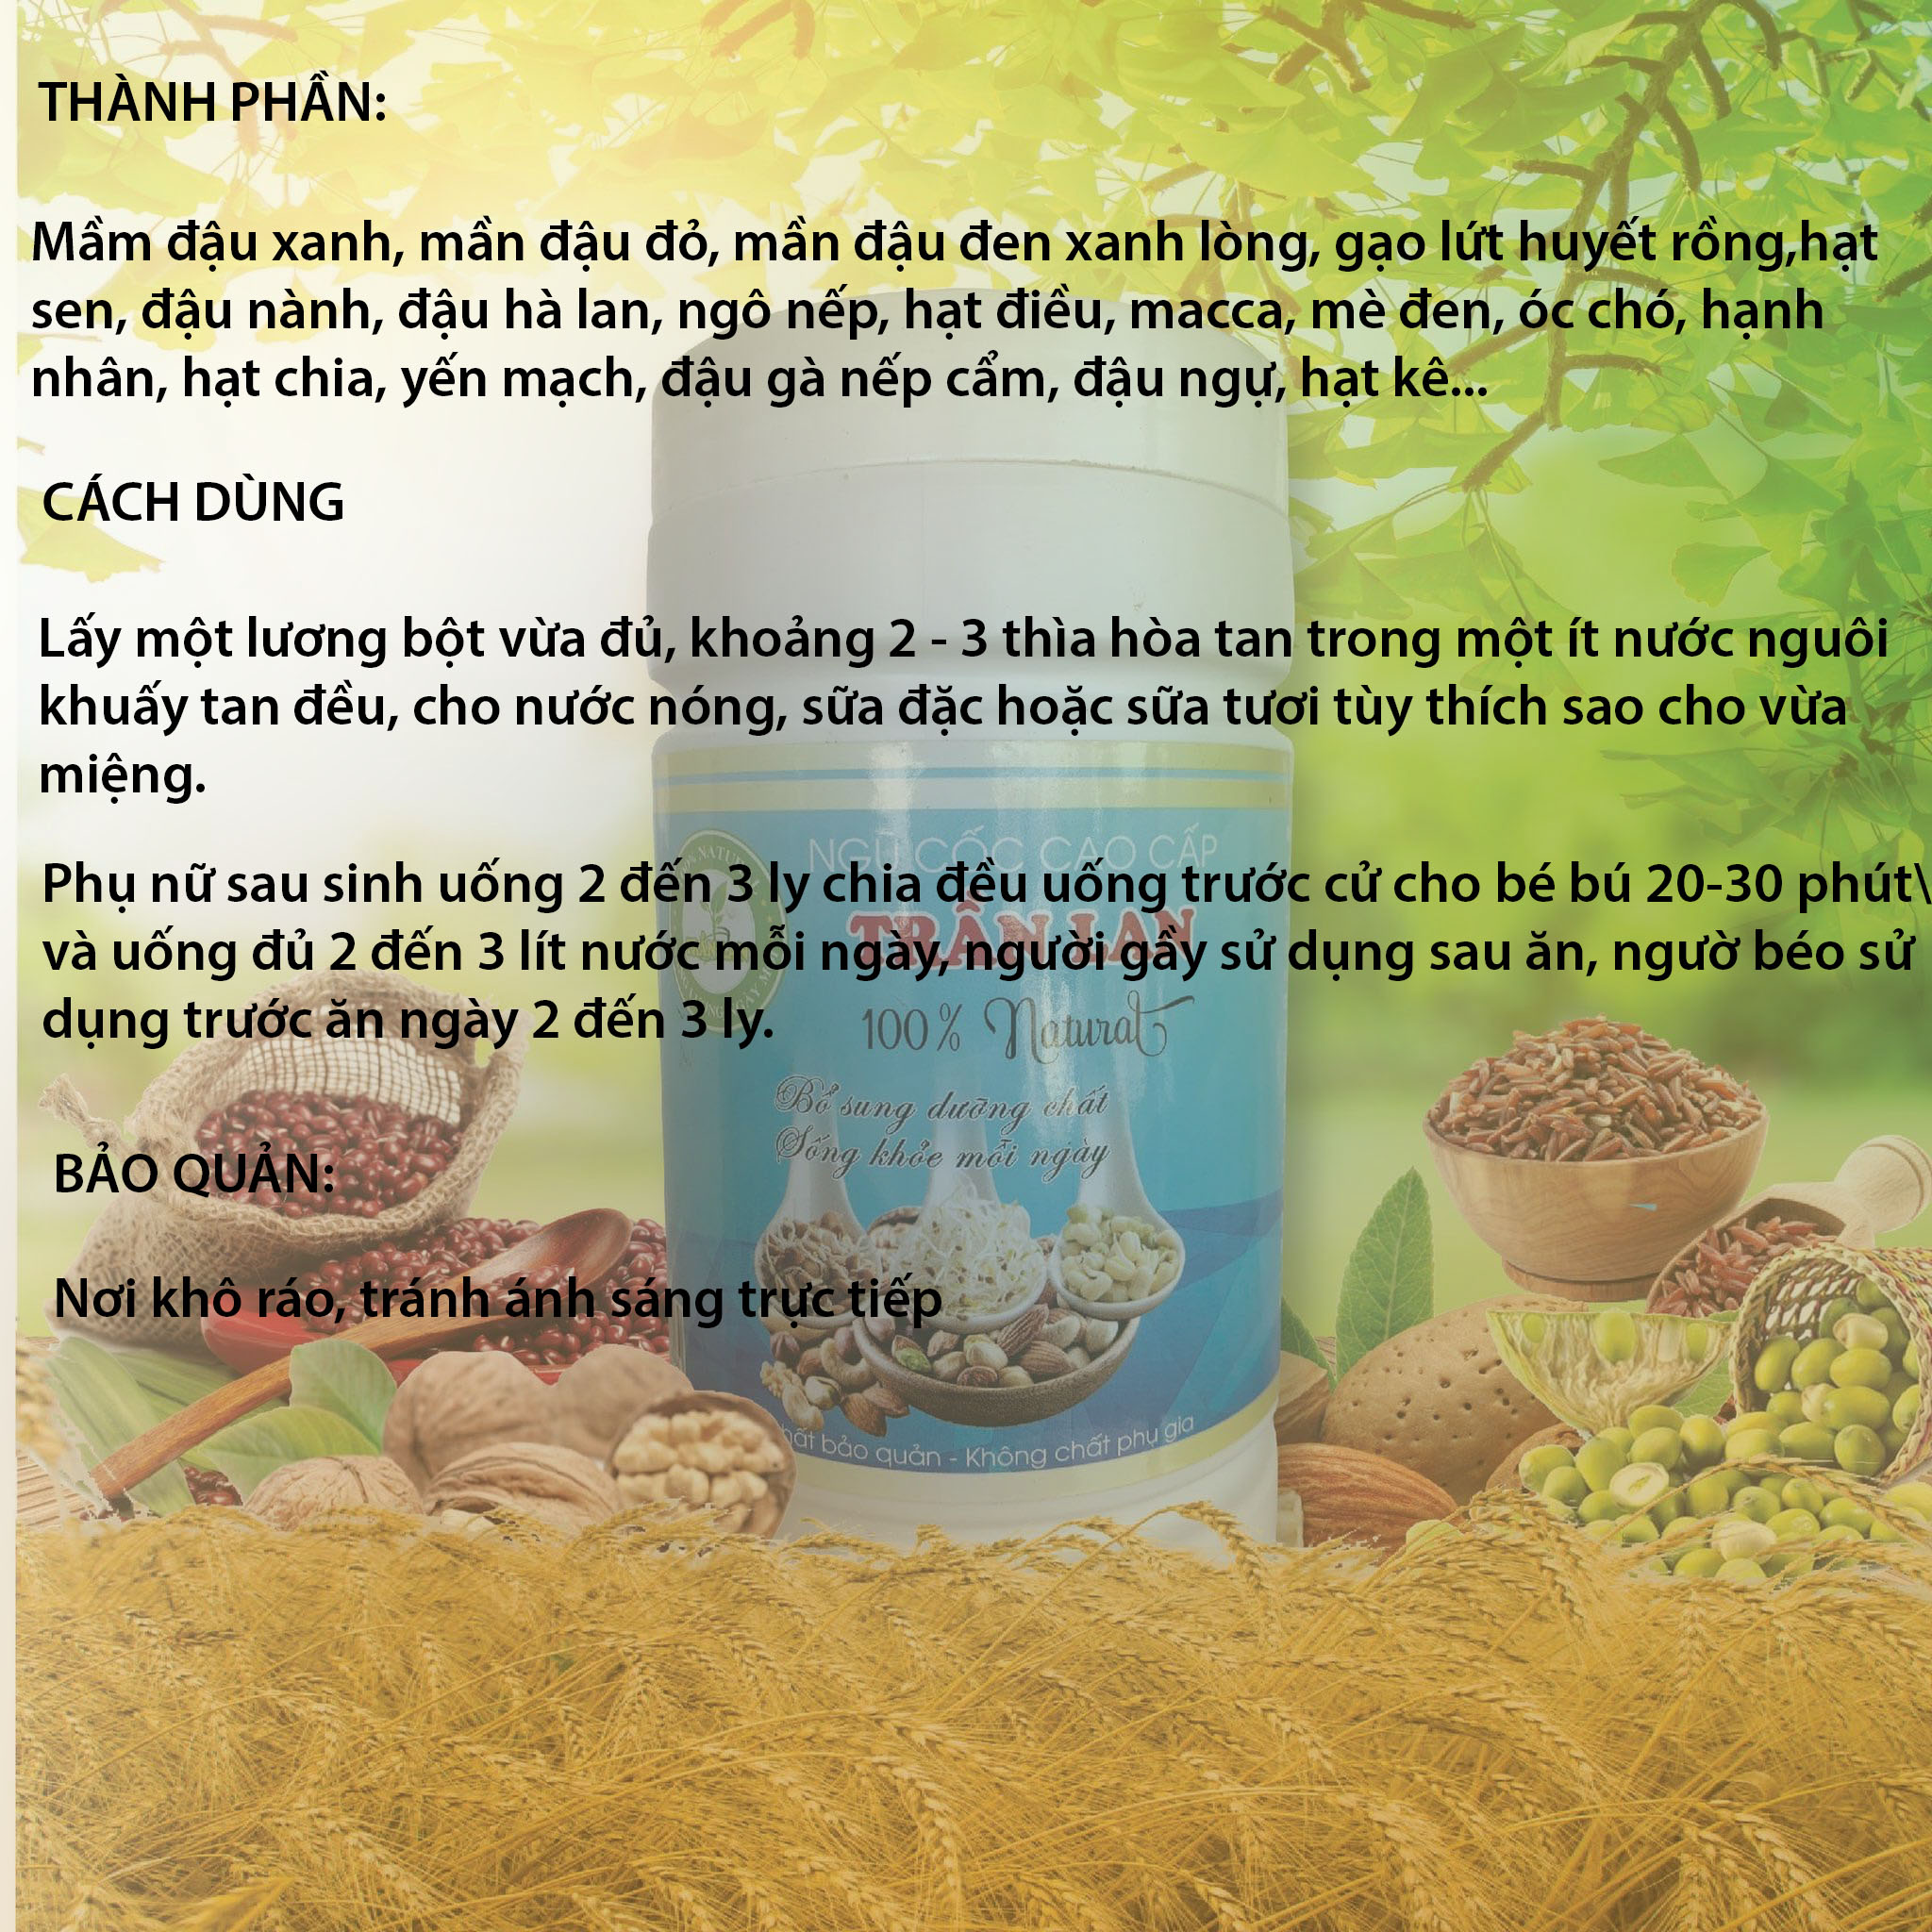 THÀNH PHẦN:
Mầm đậu xanh, mần đậu đỏ, mần đậu đen xanh lòng, gạo lứt huyết rồng,hạt
sen, đậu nành, đậu hà lan, ngô nếp, hạt điều, macca, mè đen, óc chó, hạnh
nhân, hạt chia, yến mạch, đậu gà nếp cẩm, đậu ngự, hạt kê...
CÁCH DÙNG
Lấy một lương bột vừa đủ, khoảng 2 - 3 thìa hòa tan trong một ít nước nguôi
khuấy tan đều, cho nước nóng, sữa đặc hoặc sữa tươi tùy thích sao cho vừa
miệng.
Phụ nữ sau sinh uống 2 đến 3 ly chia đều uống trước cử cho bé bú 20-30 phút\
và uống đủ 2 đến 3 lít nước mỗi ngày, người gầy sử dụng sau ăn, ngườ béo sử
dụng trước ăn ngày 2 đến 3 ly.
BẢO QUẢN:
Nơi khô ráo, tránh ánh sáng trực tiếp
NGŨ CỐC CAO CẤP
TRÂN LAN
100% Natural
Bổ sung dưỡng chất
Sống khỏe mỗi ngày
bảo quản - Không chất phụ gia